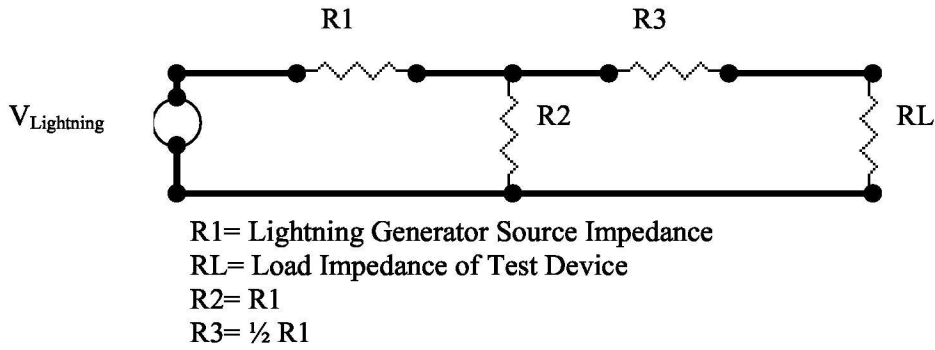 R1
R3
V Lightning
R2
RL
R1= Lightning Generator Source Impedance
RL= Load Impedance of Test Device
R2= R1
R3= ½ R1